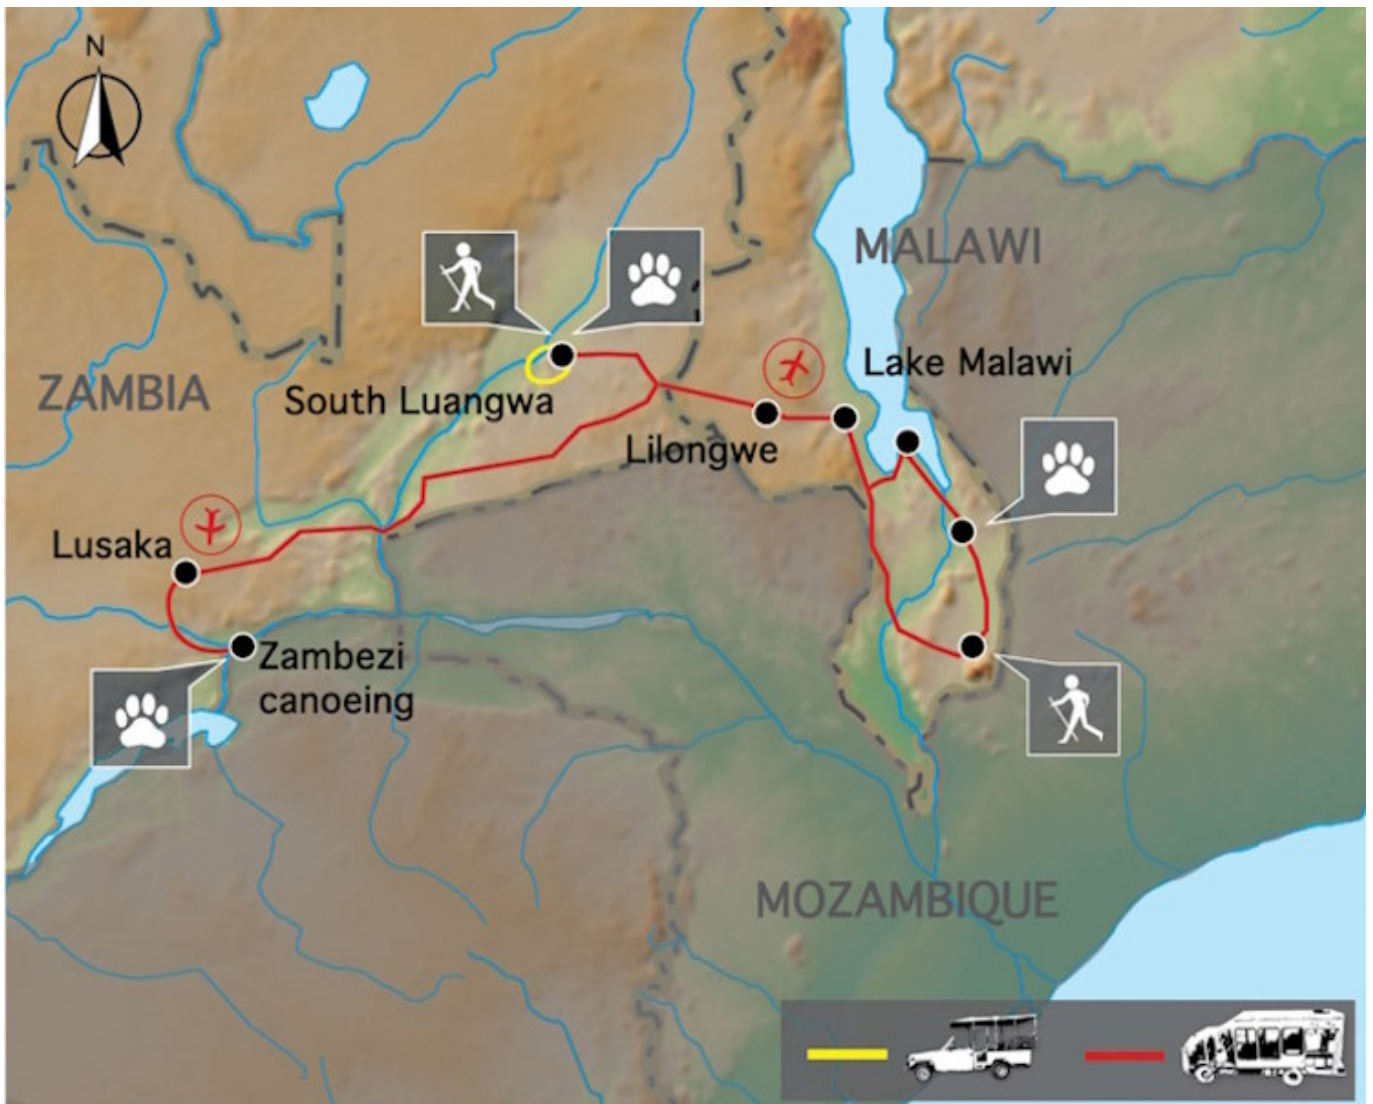 N
MALAWI
Lake Malawi
ZAMBIA
South Luangwa
Lilongwe
Lusaka
Zambezi
canoeing
MOZAMBIQUE